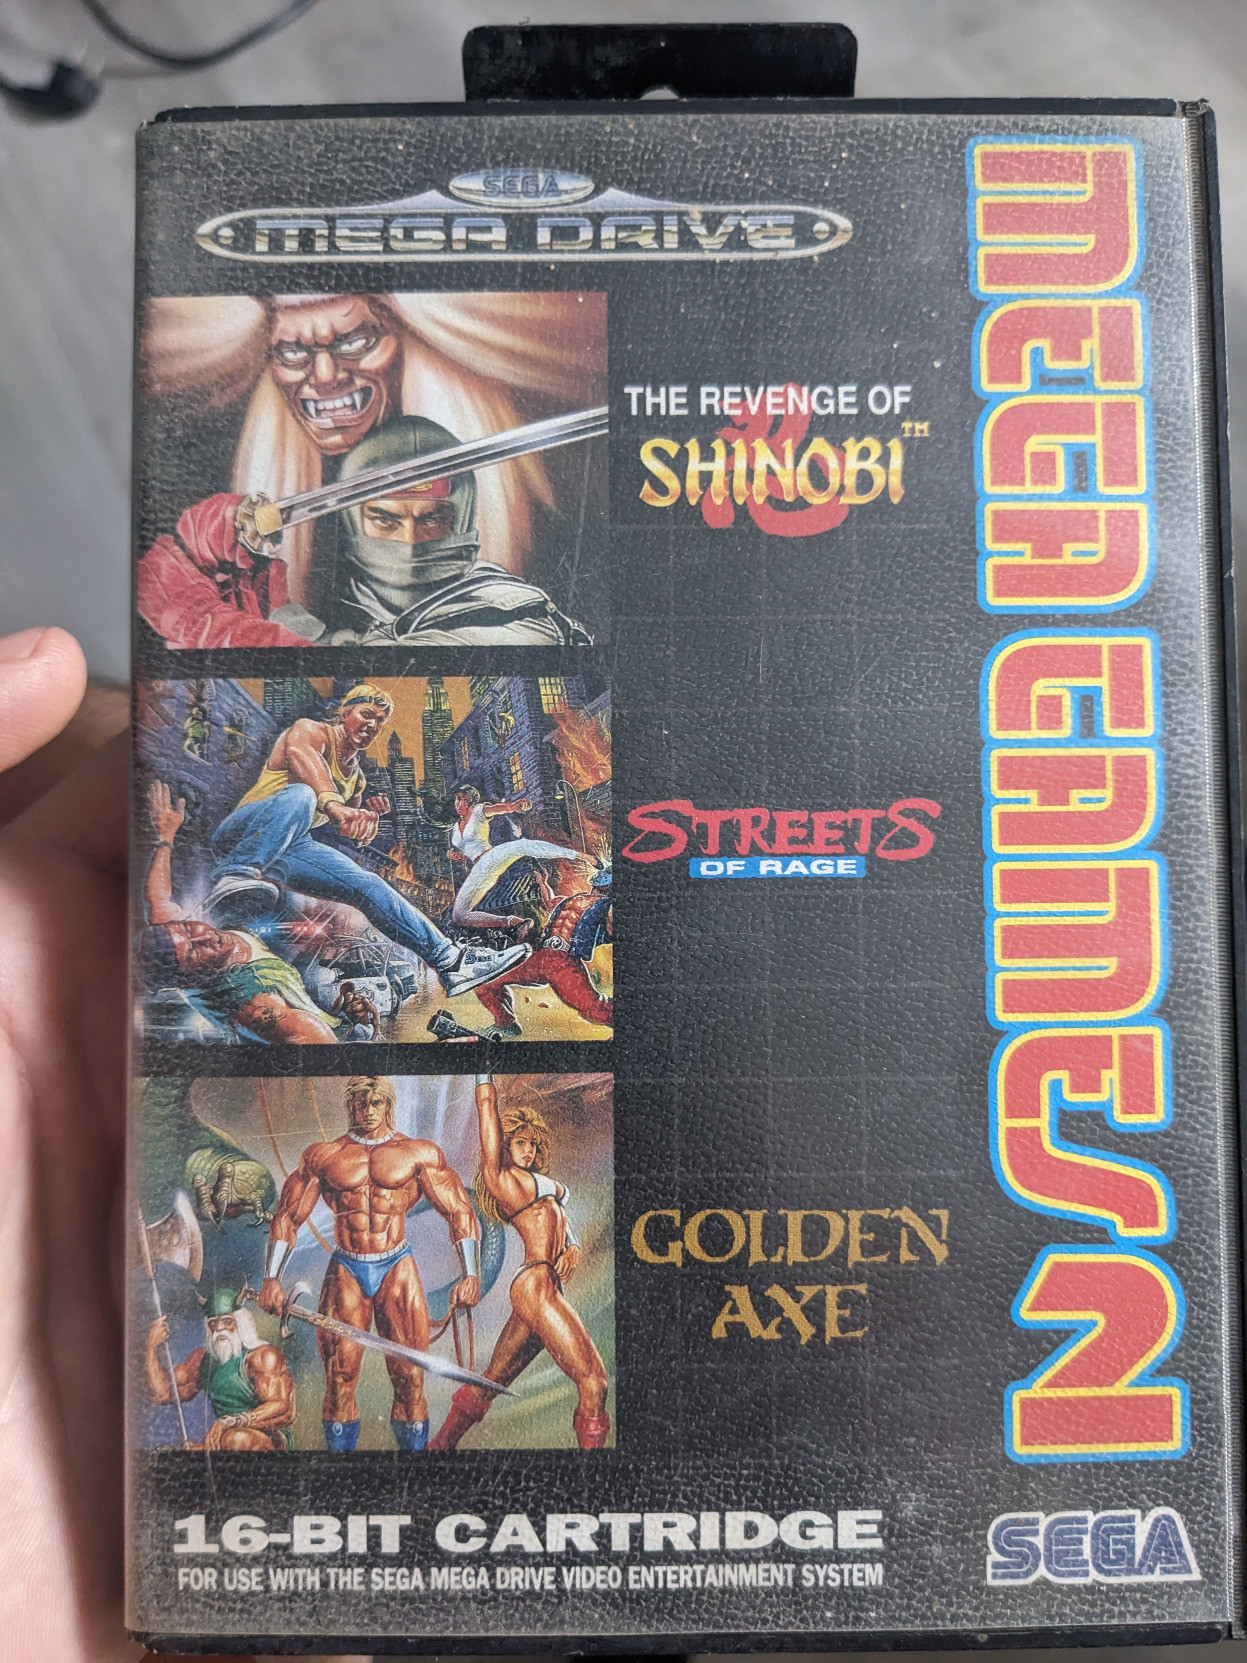 SEGA
MEGA DRIVE
THE REVENGE OF
SHINOBI™
忍
STREETS
OF RAGE
GOLDEN
AXE
MEGA GAMES 2
16-BIT CARTRIDGE
FOR USE WITH THE SEGA MEGA DRIVE VIDEO ENTERTAINMENT SYSTEM
SEGA